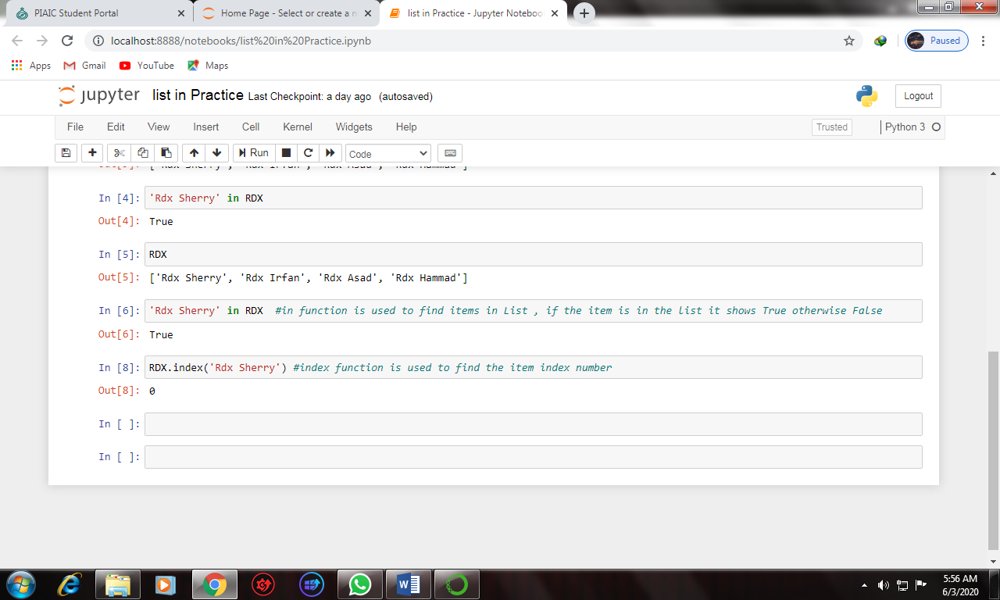 PIAIC Student Portal
Home Page - Select or create a n
list in Practice - Jupyter Noteboo
localhost:8888/notebooks/list%20in%20Practice.ipynb
Paused
Apps Gmail YouTube Maps
jupyter list in Practice Last Checkpoint: a day ago (autosaved)
Logout
File Edit View Insert Cell Kernel Widgets Help
Trusted Python 3
Run Code
In [4]: 'Rdx Sherry' in RDX
Out[4]: True
In [5]: RDX
Out[5]: ['Rdx Sherry', 'Rdx Irfan', 'Rdx Asad', 'Rdx Hammad']
In [6]: 'Rdx Sherry' in RDX #in function is used to find items in List , if the item is in the list it shows True otherwise False
Out[6]: True
In [8]: RDX.index('Rdx Sherry') #index function is used to find the item index number
Out[8]: 0
In [ ]:
In [ ]:
5:56 AM
6/3/2020